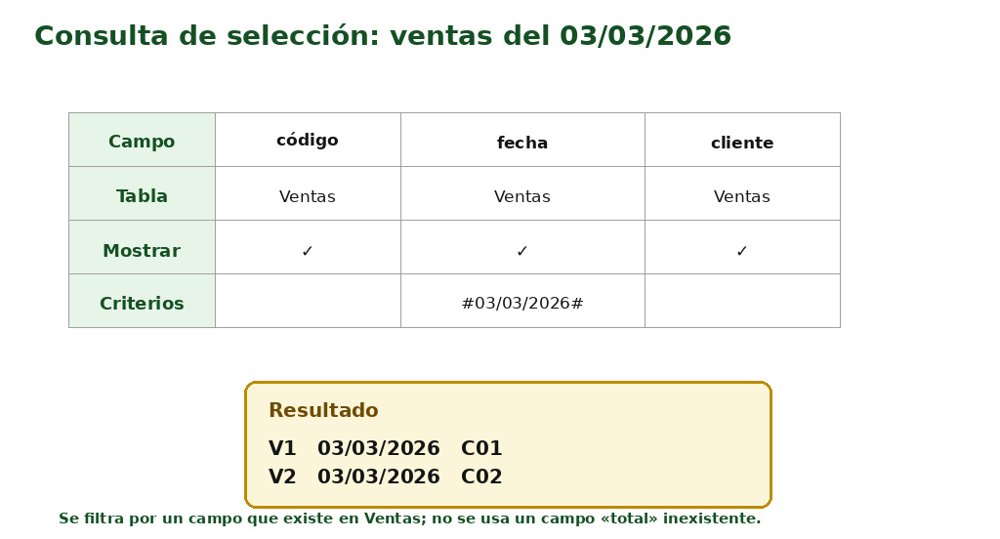 Consulta de selección: ventas del 03/03/2026
Campo código fecha cliente
Tabla Ventas Ventas Ventas
Mostrar ✓ ✓ ✓
Criterios #03/03/2026#
Resultado
V1 03/03/2026 C01
V2 03/03/2026 C02
Se filtra por un campo que existe en Ventas; no se usa un campo «total» inexistente.